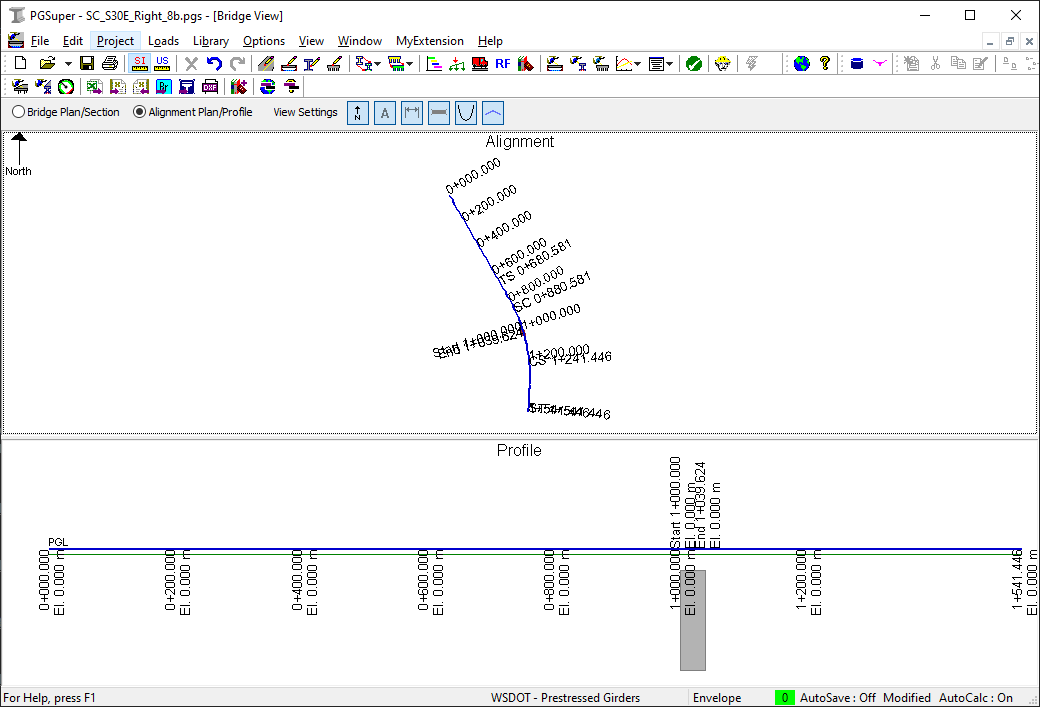 PGSuper - SC_S30E_Right_8b.pgs - [Bridge View]
File Edit Project Loads Library Options View Window MyExtension Help
SI US RF
DXF
Bridge Plan/Section Alignment Plan/Profile View Settings N A
Alignment
North
0+000.000
0+200.000
0+400.000
0+600.000
TS 0+680.581
0+800.000
SC 0+880.581
1+000.000
Start 1+000.000
End 1+039.624
1+200.000
CS 1+241.446
Profile
PGL
Start 1+000.000
El. 0.000 m
End 1+039.624
El. 0.000 m
0+000.000
El. 0.000 m
0+200.000
El. 0.000 m
0+400.000
El. 0.000 m
0+600.000
El. 0.000 m
0+800.000
El. 0.000 m
1+000.000
El. 0.000 m
1+200.000
El. 0.000 m
1+541.446
El. 0.000 m
For Help, press F1 WSDOT - Prestressed Girders Envelope 0 AutoSave : Off Modified AutoCalc : On